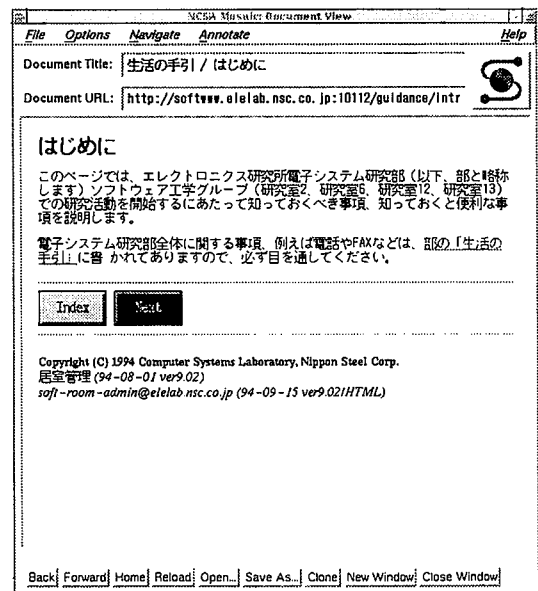 NCSA Mosaic: Document View
File Options Navigate Annotate Help
Document Title: 生活の手引 / はじめに
Document URL: http://softwww.elelab.nsc.co.jp:10112/guidance/intr
はじめに
このページでは、エレクトロニクス研究所電子システム研究部（以下、部と略称
します）ソフトウェア工学グループ（研究室2、研究室6、研究室12、研究室13）
での研究活動を開始するにあたって知っておくべき事項、知っておくと便利な事
項を説明します。
電子システム研究部全体に関する事項、例えば電話やFAXなどは、部の「生活の
手引」に書 かれてありますので、必ず目を通してください。
Index Next
Copyright (C) 1994 Computer Systems Laboratory, Nippon Steel Corp.
居室管理 (94-08-01 ver9.02)
soft-room-admin@elelab.nsc.co.jp (94-09-15 ver9.02/HTML)
Back Forward Home Reload Open... Save As... Clone New Window Close Window